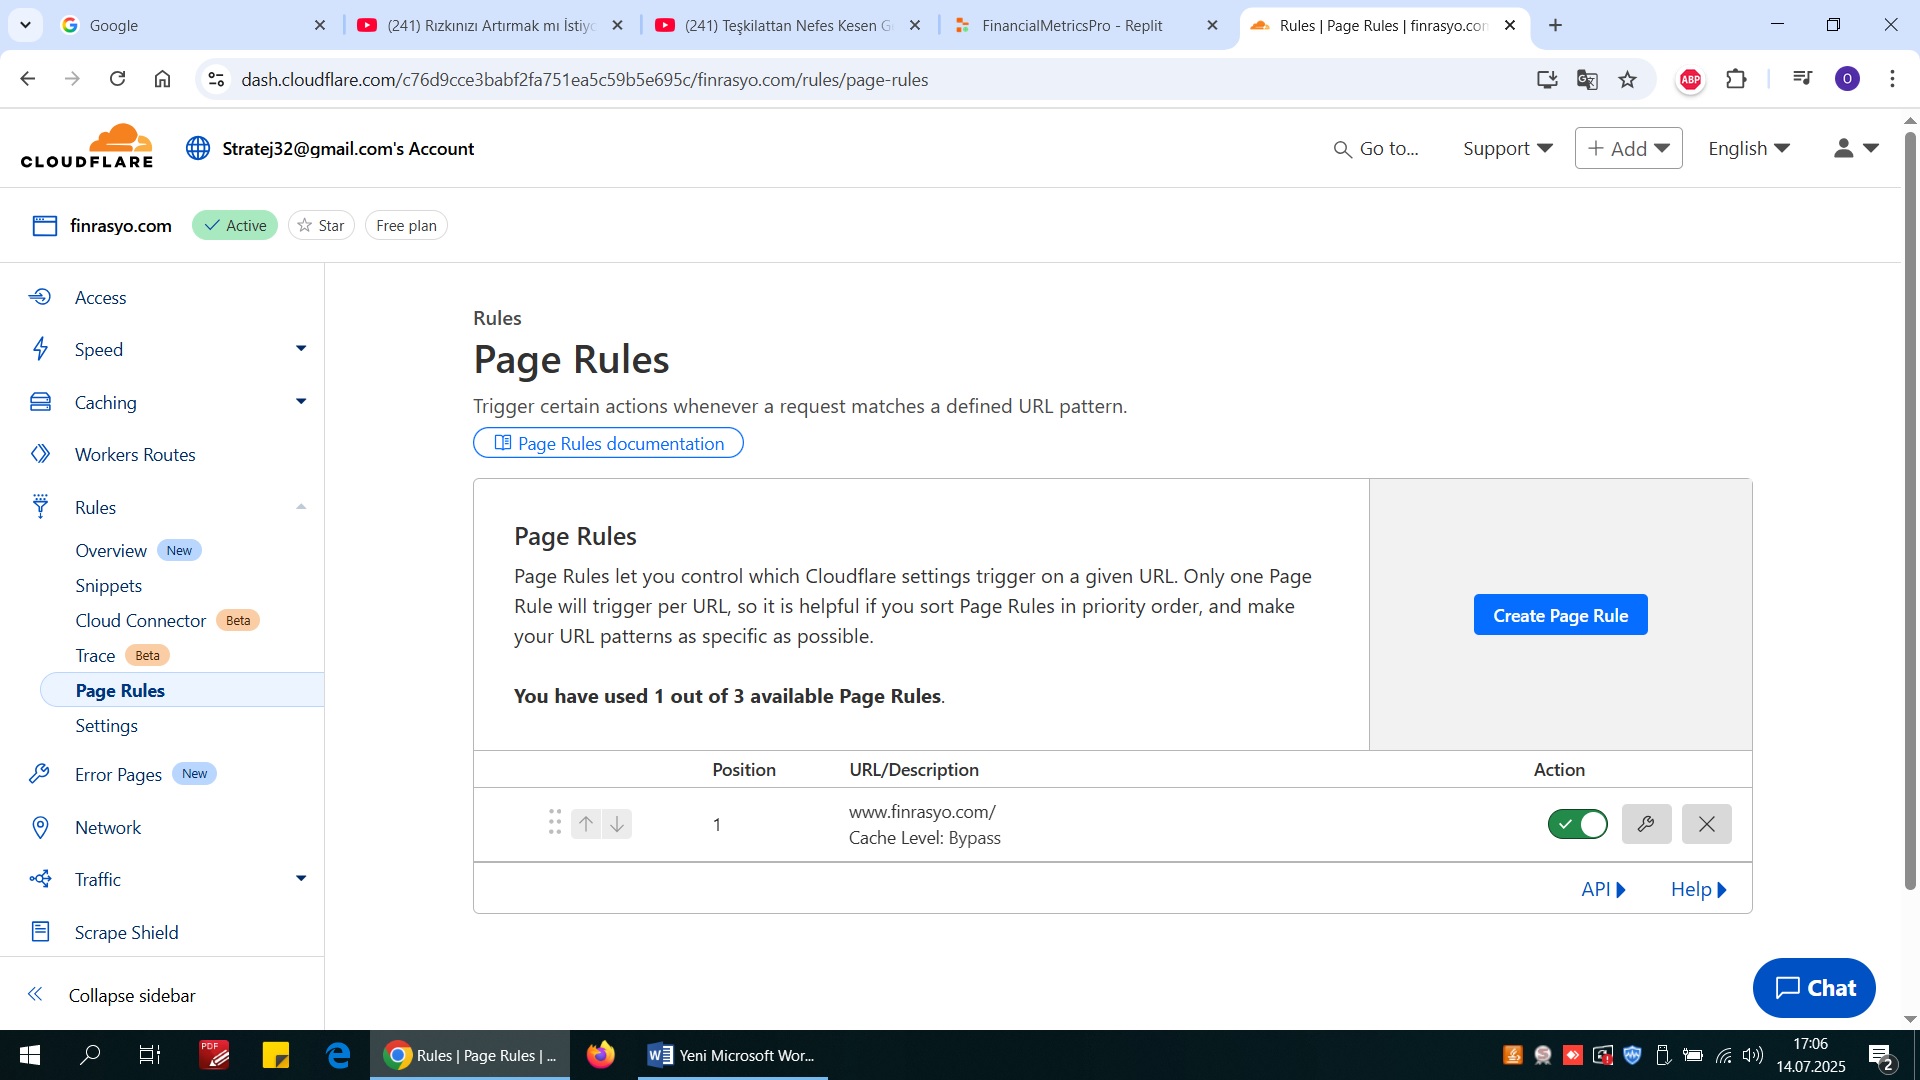 Google
(241) Rızkınızı Artırmak mı İstiyo
(241) Teşkilattan Nefes Kesen G
FinancialMetricsPro - Replit
Rules | Page Rules | finrasyo.com
dash.cloudflare.com/c76d9cce3babf2fa751ea5c59b5e695c/finrasyo.com/rules/page-rules
ABP
O
CLOUDFLARE
Stratej32@gmail.com's Account
Go to...
Support
+ Add
English
finrasyo.com
Active
Star
Free plan
Access
Speed
Caching
Workers Routes
Rules
Overview New
Snippets
Cloud Connector Beta
Trace Beta
Page Rules
Settings
Error Pages New
Network
Traffic
Scrape Shield
Collapse sidebar
Rules
Page Rules
Trigger certain actions whenever a request matches a defined URL pattern.
Page Rules documentation
Page Rules
Page Rules let you control which Cloudflare settings trigger on a given URL. Only one Page
Rule will trigger per URL, so it is helpful if you sort Page Rules in priority order, and make
your URL patterns as specific as possible.
You have used 1 out of 3 available Page Rules.
Create Page Rule
Position
URL/Description
Action
1
www.finrasyo.com/
Cache Level: Bypass
API
Help
Chat
PDF
Rules | Page Rules | ...
Yeni Microsoft Wor...
17:06
14.07.2025
2